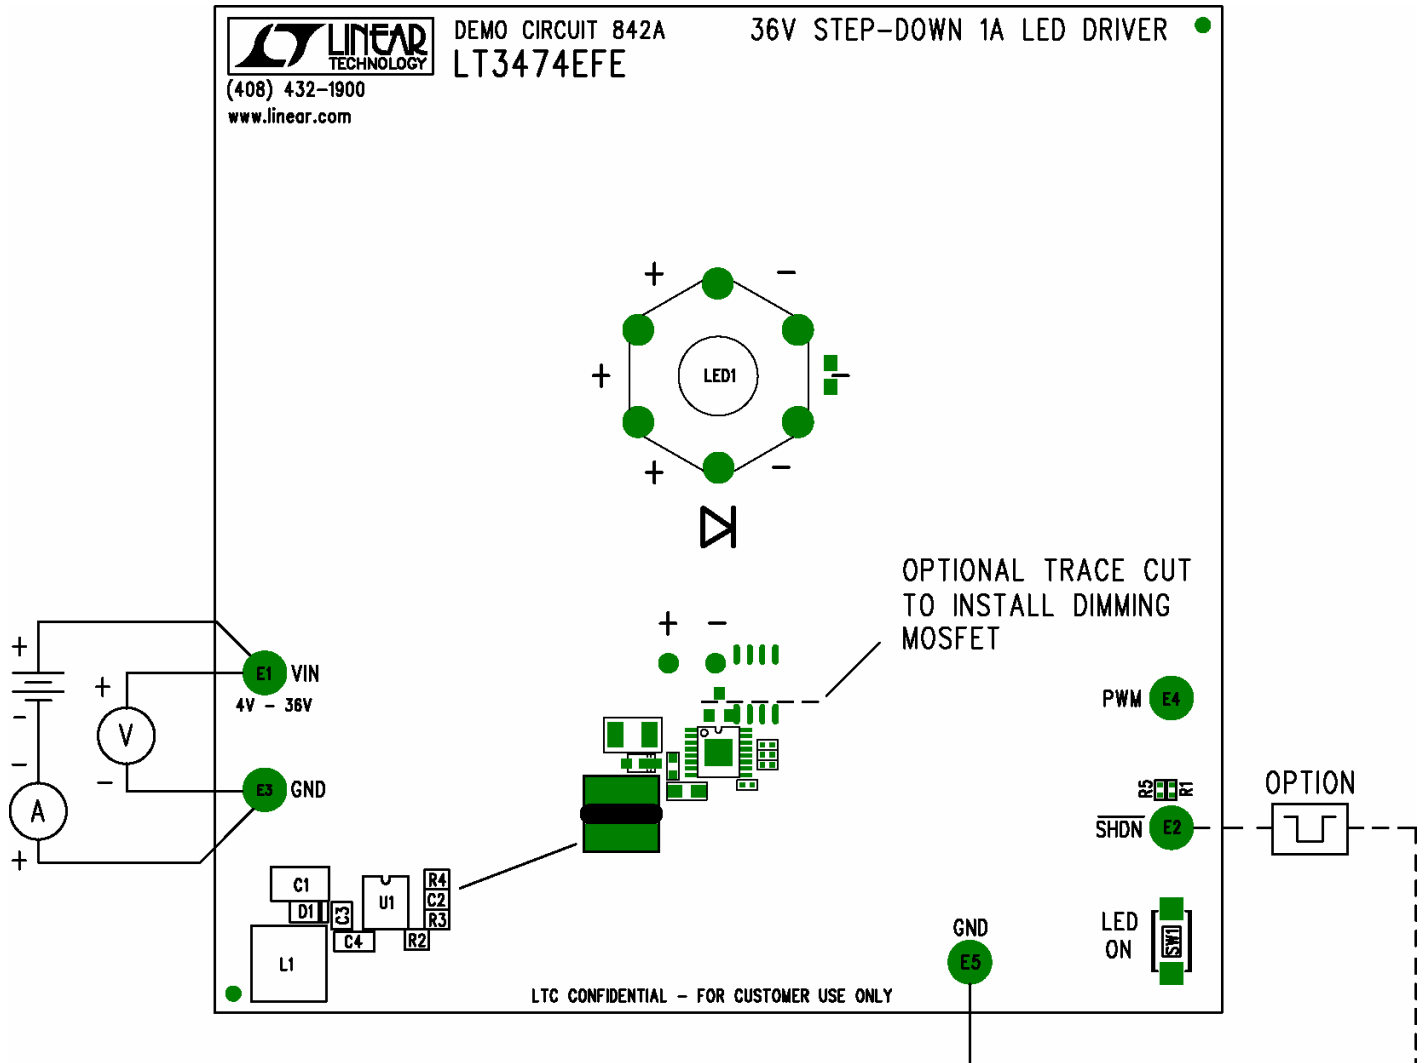 LINEAR
TECHNOLOGY
(408) 432-1900
www.linear.com
DEMO CIRCUIT 842A
LT3474EFE
36V STEP-DOWN 1A LED DRIVER
+ -
+ LED1 -
+ -
OPTIONAL TRACE CUT
TO INSTALL DIMMING
MOSFET
+ -
+
E1 VIN
4V - 36V
+
V
-
-
-
E3 GND
A
+
PWM E4
R5 R1
SHDN E2
OPTION
LED
ON
SW1
GND
E5
C1
D1
C3
U1
R4
C2
R3
C4
R2
L1
LTC CONFIDENTIAL - FOR CUSTOMER USE ONLY